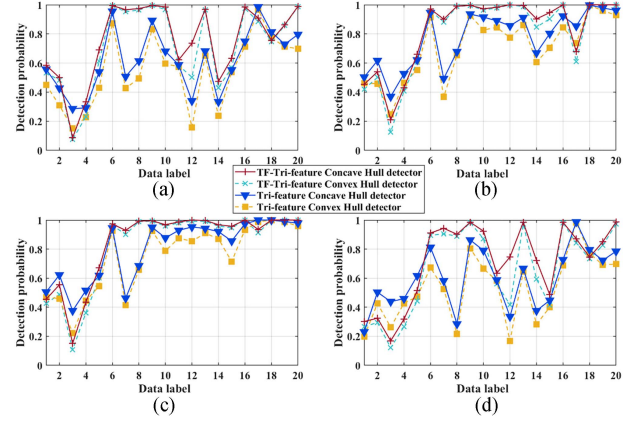 Detection probability
1
0.8
0.6
0.4
0.2
0
2 4 6 8 10 12 14 16 18 20
Data label
(a)
Detection probability
1
0.8
0.6
0.4
0.2
0
2 4 6 8 10 12 14 16 18 20
Data label
(b)
TF-Tri-feature Concave Hull detector
TF-Tri-feature Convex Hull detector
Tri-feature Concave Hull detector
Tri-feature Convex Hull detector
Detection probability
1
0.8
0.6
0.4
0.2
0
2 4 6 8 10 12 14 16 18 20
Data label
(c)
Detection probability
1
0.8
0.6
0.4
0.2
0
2 4 6 8 10 12 14 16 18 20
Data label
(d)